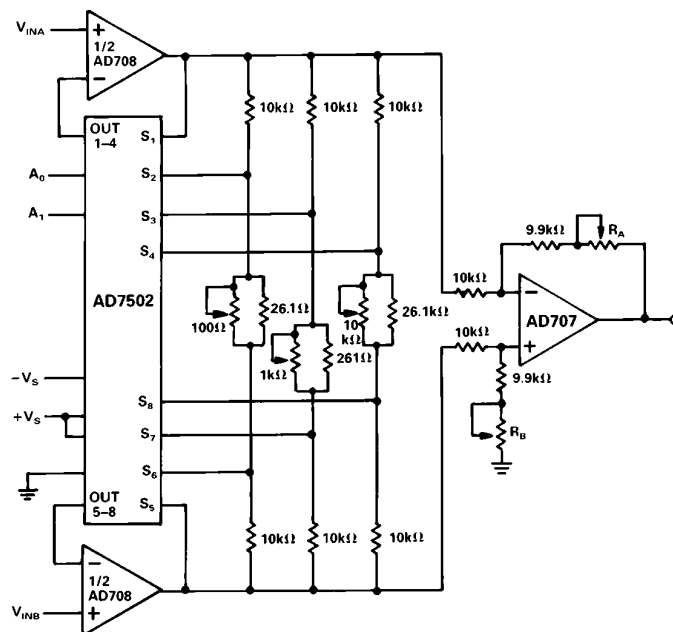 V_INA
+
1/2
AD708
−
10kΩ
10kΩ
10kΩ
OUT
1–4
S₁
A₀
S₂
A₁
S₃
S₄
AD7502
9.9kΩ
R_A
10kΩ
−
AD707
10kΩ
+
100Ω
26.1Ω
1kΩ
261Ω
10
kΩ
26.1kΩ
9.9kΩ
−V_S
S₈
+V_S
S₇
R_B
S₆
OUT
5–8
S₅
10kΩ
10kΩ
10kΩ
−
1/2
AD708
V_INB
+